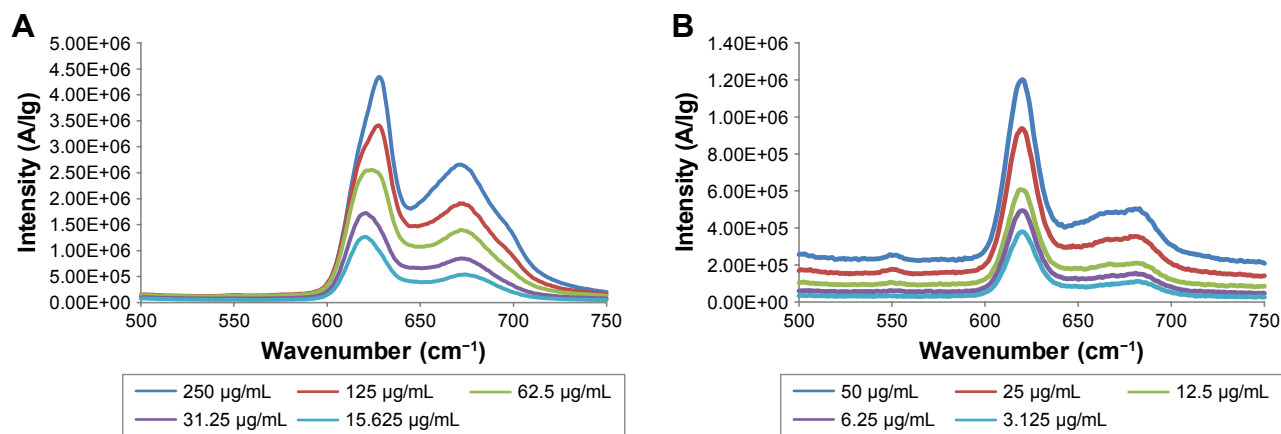 A
5.00E+06
4.50E+06
4.00E+06
3.50E+06
3.00E+06
2.50E+06
2.00E+06
1.50E+06
1.00E+06
5.00E+05
0.00E+00
Intensity (A/Ig)
500 550 600 650 700 750
Wavenumber (cm⁻¹)
250 µg/mL 125 µg/mL 62.5 µg/mL
31.25 µg/mL 15.625 µg/mL
B
1.40E+06
1.20E+06
1.00E+06
8.00E+05
6.00E+05
4.00E+05
2.00E+05
0.00E+00
Intensity (A/Ig)
500 550 600 650 700 750
Wavenumber (cm⁻¹)
50 µg/mL 25 µg/mL 12.5 µg/mL
6.25 µg/mL 3.125 µg/mL